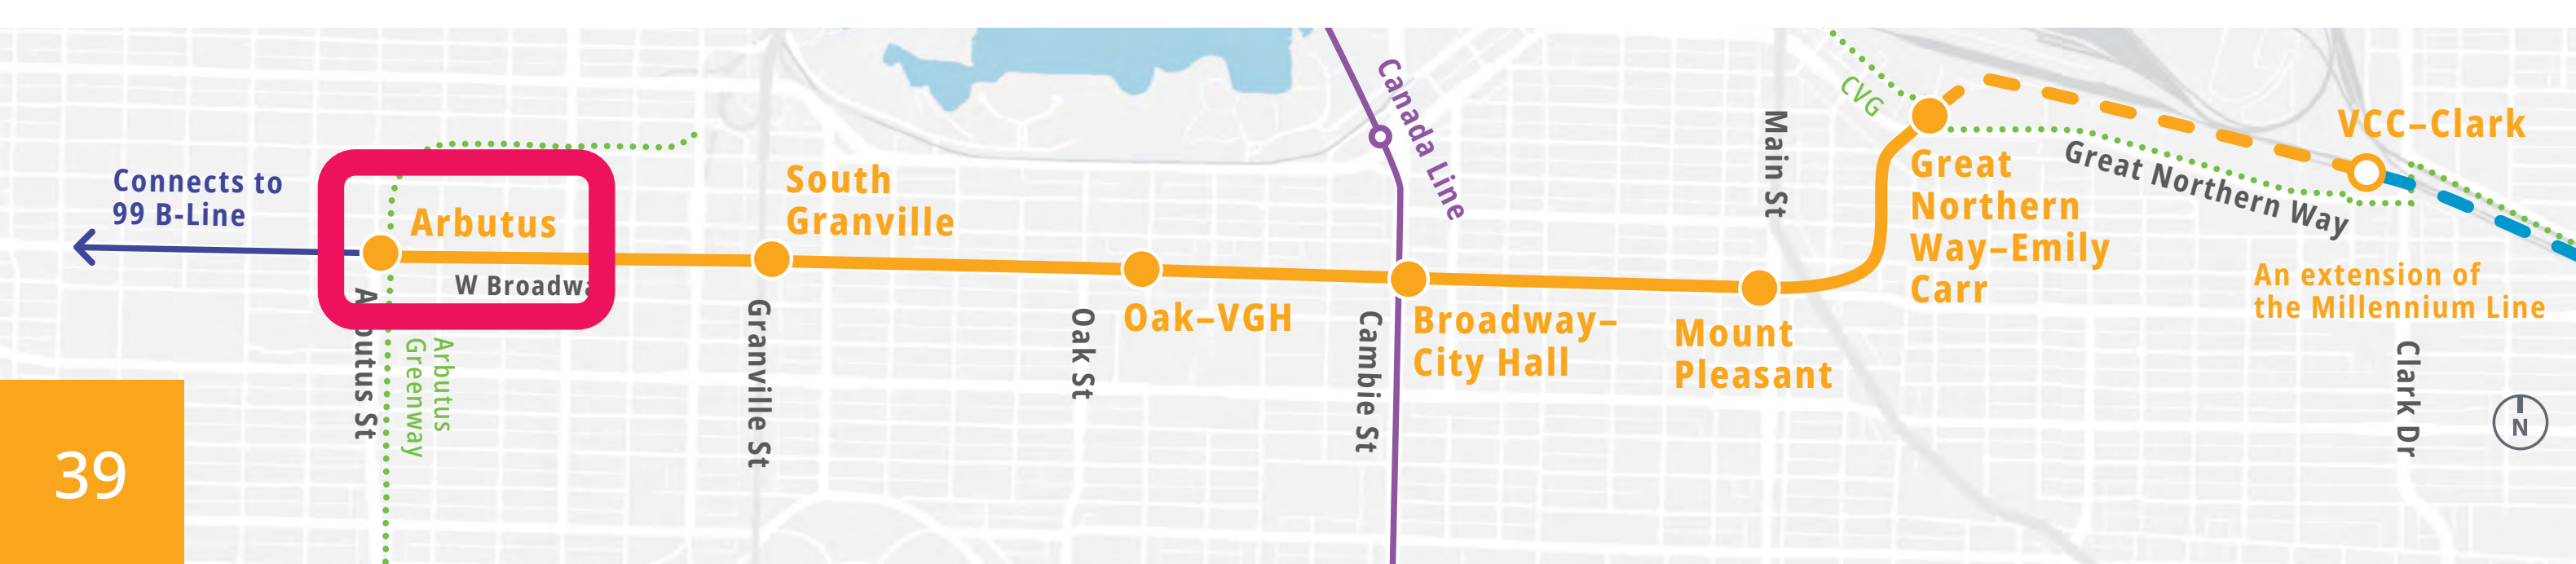 Connects to
99 B-Line
Arbutus
W Broadwa
Arbutus
Greenway
South
Granville
Granville St
Oak St
Oak–VGH
Canada Line
Cambie St
Broadway–
City Hall
Main St
Mount
Pleasant
CVG
Great
Northern
Way–Emily
Carr
Great Northern Way
VCC–Clark
An extension of
the Millennium Line
Clark Dr
N
39